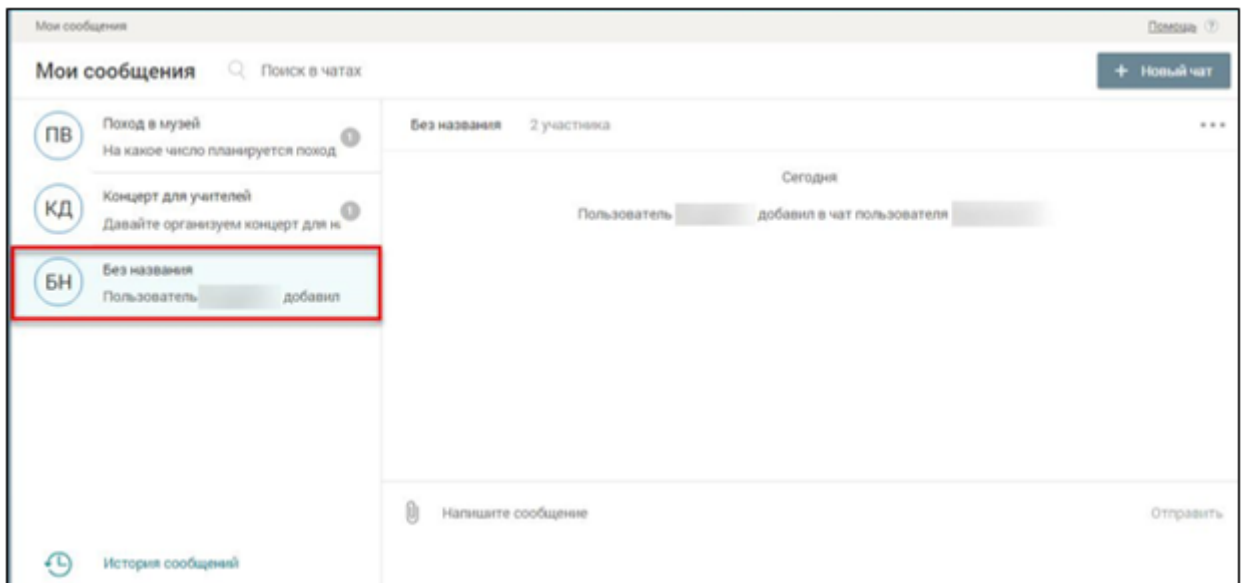 Мои сообщения
Помощь ?
Мои сообщения
Поиск в чатах
+ Новый чат
ПВ
Поход в музей
На какое число планируется поход
1
КД
Концерт для учителей
Давайте организуем концерт для н
1
БН
Без названия
Пользователь добавил
История сообщений
Без названия 2 участника
Сегодня
Пользователь добавил в чат пользователя
Напишите сообщение
Отправить